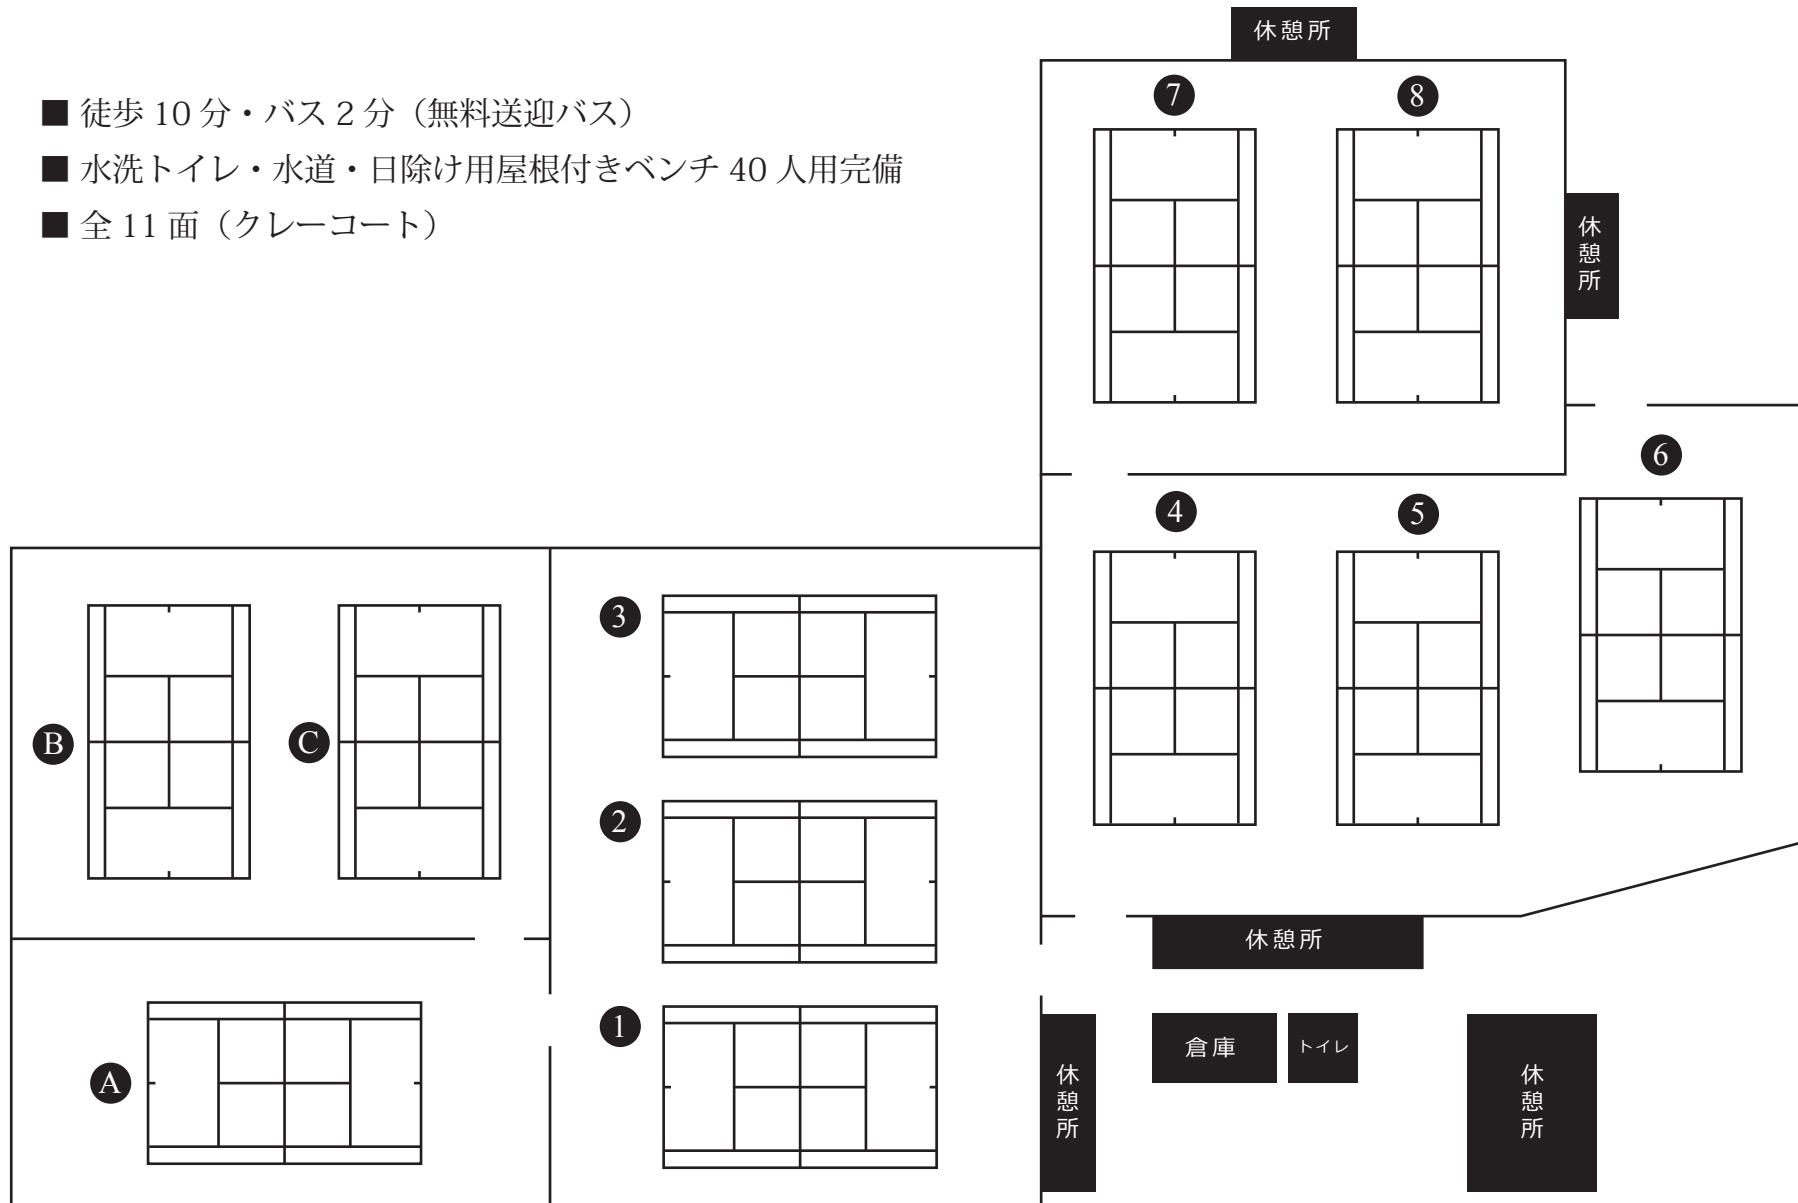 休憩所
■ 徒歩 10 分・バス 2 分（無料送迎バス）
■ 水洗トイレ・水道・日除け用屋根付きベンチ 40 人用完備
■ 全 11 面（クレーコート）
7
8
休憩所
6
4
5
3
B
C
2
休憩所
1
倉庫
トイレ
A
休憩所
休憩所